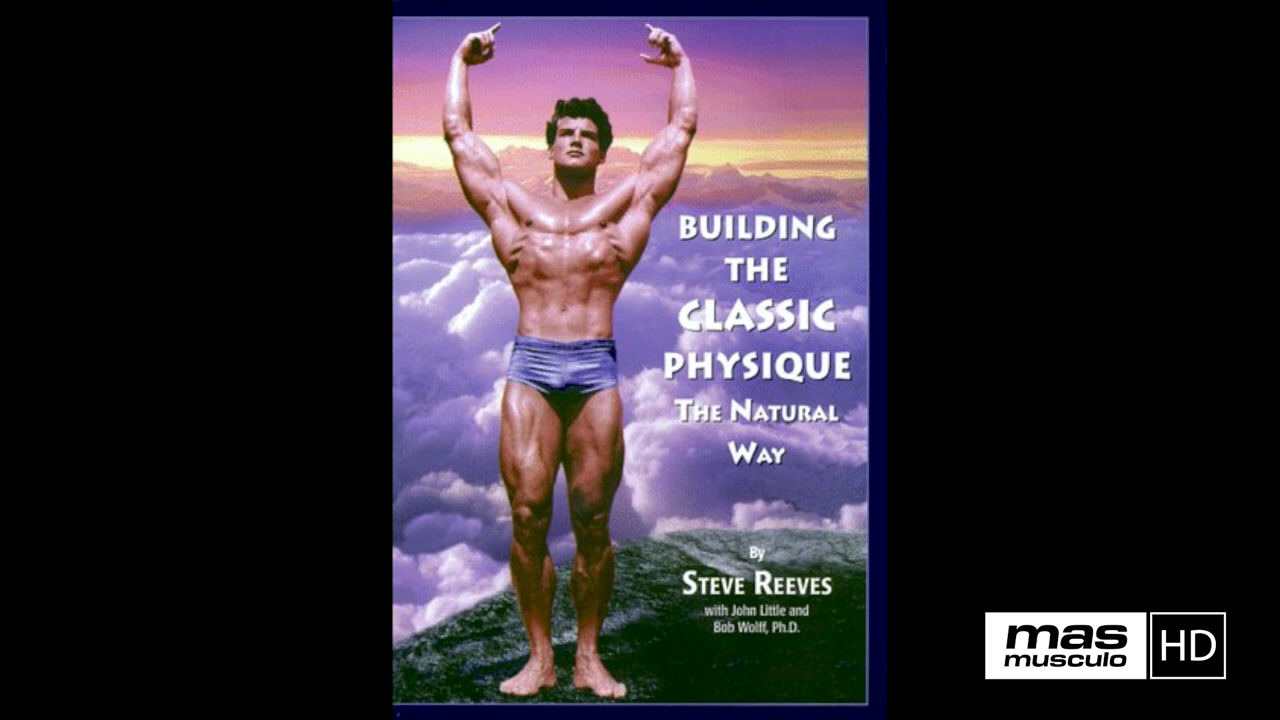 BUILDING
THE
CLASSIC
PHYSIQUE
THE NATURAL
WAY
By
STEVE REEVES
with John Little and
Bob Wolff, Ph.D.
mas
musculo
HD